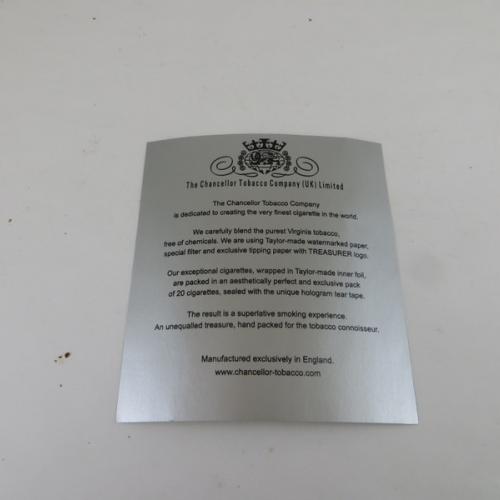 The Chancellor Tobacco Company (UK) Limited
The Chancellor Tobacco Company
is dedicated to creating the very finest cigarette in the world.
We carefully blend the purest Virginia tobacco,
free of chemicals. We are using Taylor-made watermarked paper,
special filter and exclusive tipping paper with TREASURER logo.
Our exceptional cigarettes, wrapped in Taylor-made inner foil,
are packed in an aesthetically perfect and exclusive pack
of 20 cigarettes, sealed with the unique hologram tear tape.
The result is a superlative smoking experience.
An unequalled treasure, hand packed for the tobacco connoisseur.
Manufactured exclusively in England.
www.chancellor-tobacco.com